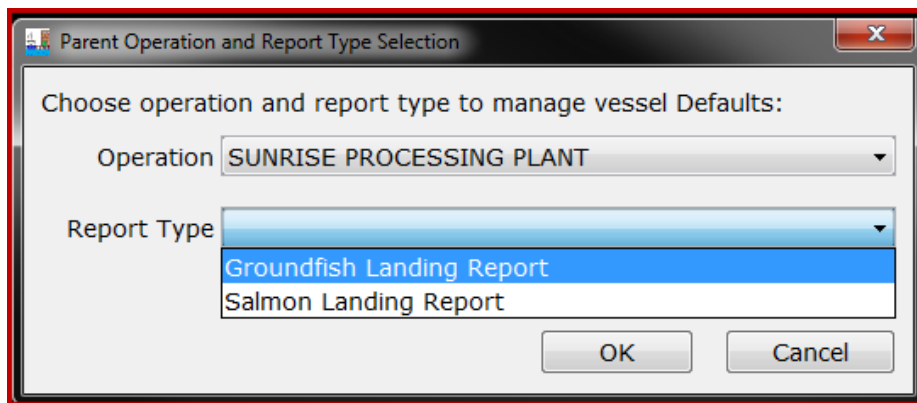 Parent Operation and Report Type Selection
Choose operation and report type to manage vessel Defaults:
Operation SUNRISE PROCESSING PLANT
Report Type
Groundfish Landing Report
Salmon Landing Report
OK Cancel